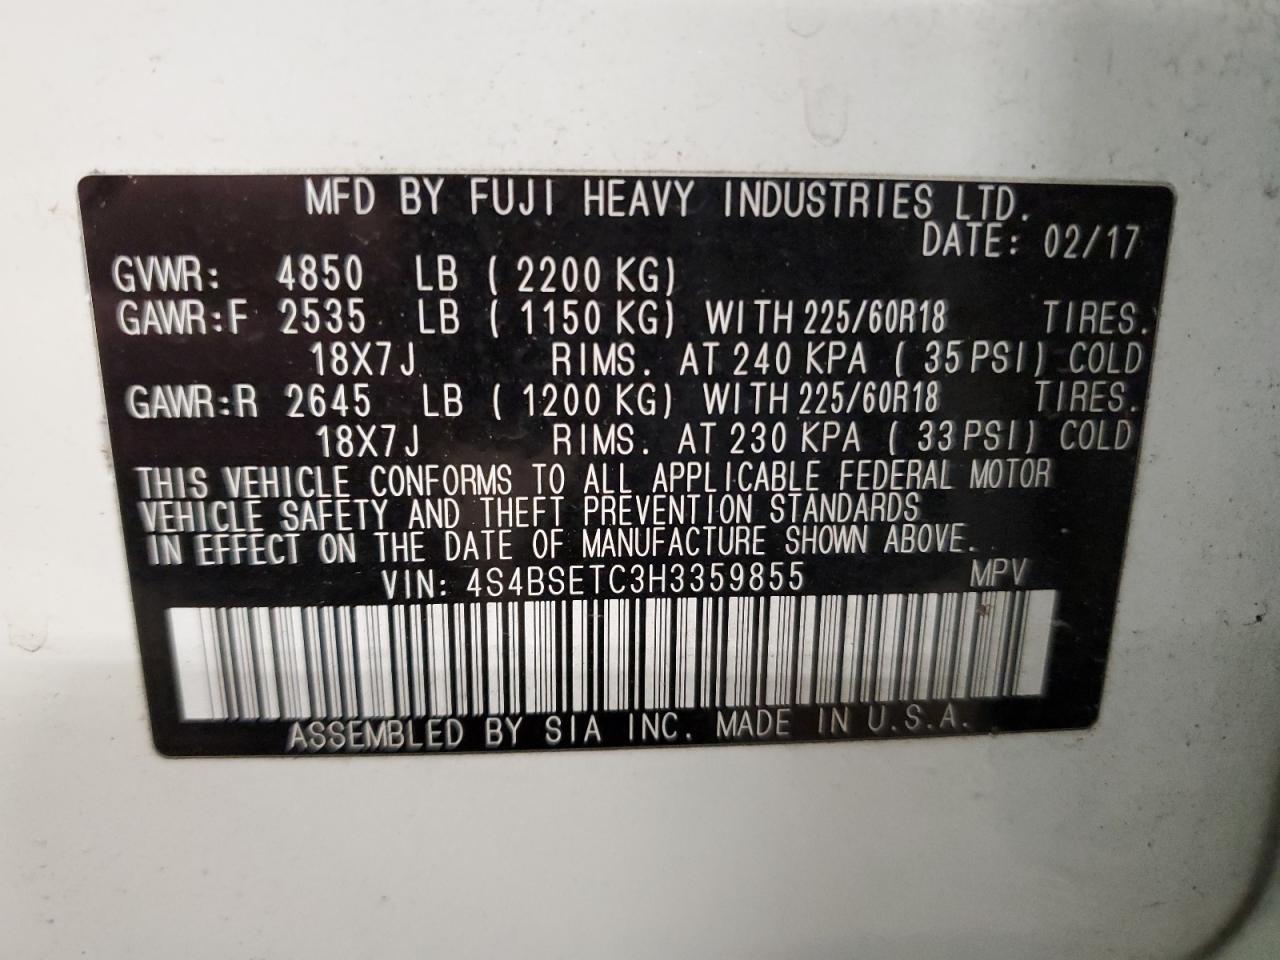 MFD BY FUJI HEAVY INDUSTRIES LTD.
DATE: 02/17
GVWR: 4850 LB ( 2200 KG)
GAWR:F 2535 LB ( 1150 KG) WITH 225/60R18 TIRES.
18X7J RIMS. AT 240 KPA ( 35 PSI) COLD
GAWR:R 2645 LB ( 1200 KG) WITH 225/60R18 TIRES.
18X7J RIMS. AT 230 KPA ( 33 PSI) COLD
THIS VEHICLE CONFORMS TO ALL APPLICABLE FEDERAL MOTOR
VEHICLE SAFETY AND THEFT PREVENTION STANDARDS
IN EFFECT ON THE DATE OF MANUFACTURE SHOWN ABOVE.
VIN: 4S4BSETC3H3359855 MPV
ASSEMBLED BY SIA INC. MADE IN U.S.A.